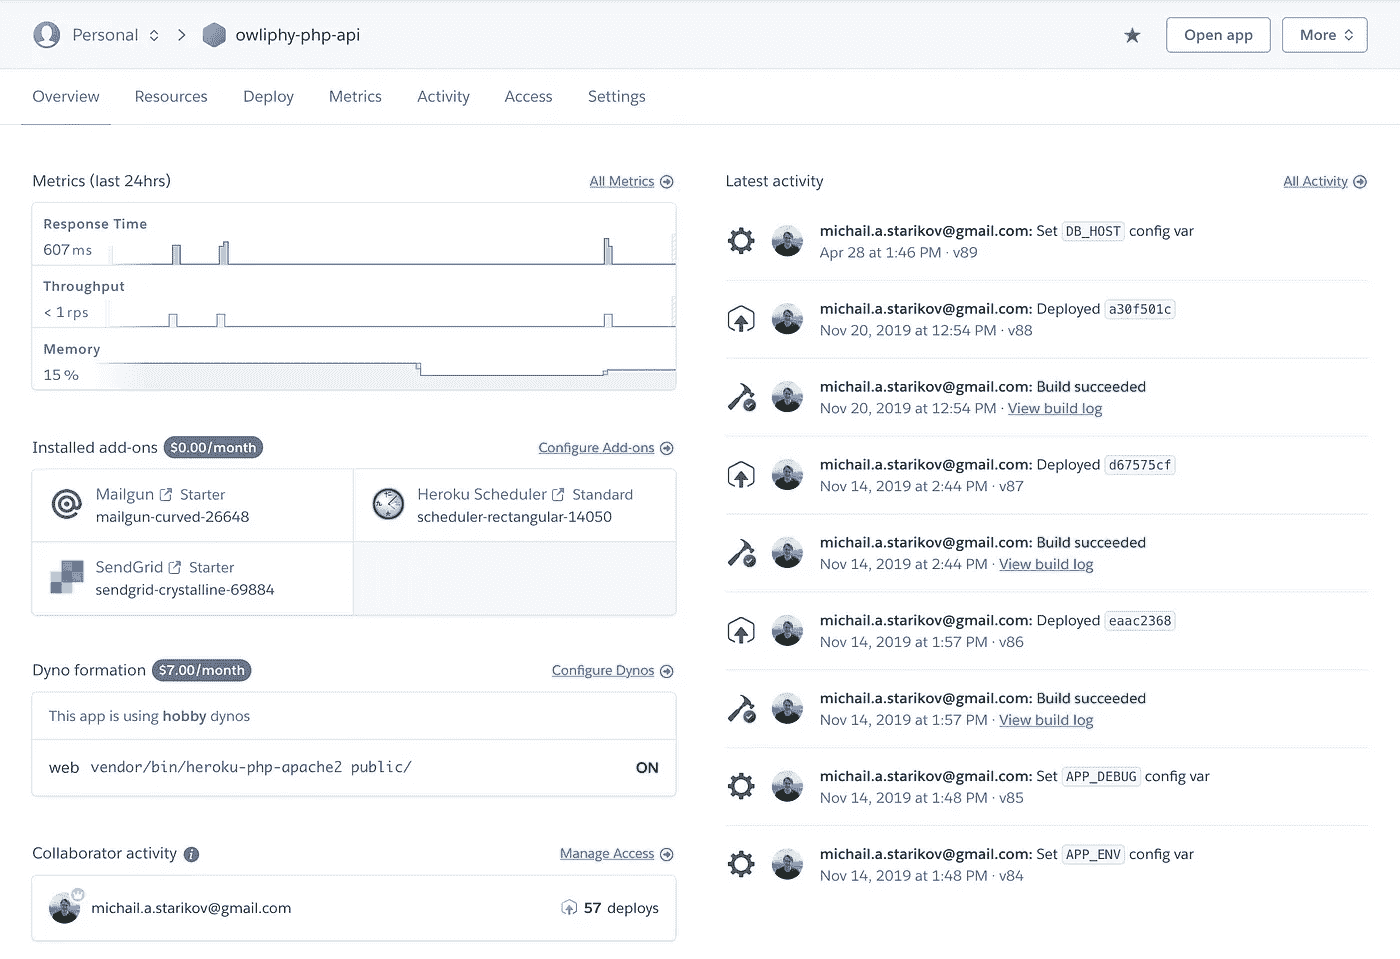 Personal owliphy-php-api Open app More
Overview Resources Deploy Metrics Activity Access Settings
Metrics (last 24hrs) All Metrics
Response Time
607 ms
Throughput
< 1 rps
Memory
15 %
Installed add-ons $0.00/month Configure Add-ons
Mailgun Starter
mailgun-curved-26648
Heroku Scheduler Standard
scheduler-rectangular-14050
SendGrid Starter
sendgrid-crystalline-69884
Dyno formation $7.00/month Configure Dynos
This app is using hobby dynos
web vendor/bin/heroku-php-apache2 public/ ON
Collaborator activity Manage Access
michail.a.starikov@gmail.com 57 deploys
Latest activity All Activity
michail.a.starikov@gmail.com: Set DB_HOST config var
Apr 28 at 1:46 PM · v89
michail.a.starikov@gmail.com: Deployed a30f501c
Nov 20, 2019 at 12:54 PM · v88
michail.a.starikov@gmail.com: Build succeeded
Nov 20, 2019 at 12:54 PM · View build log
michail.a.starikov@gmail.com: Deployed d67575cf
Nov 14, 2019 at 2:44 PM · v87
michail.a.starikov@gmail.com: Build succeeded
Nov 14, 2019 at 2:44 PM · View build log
michail.a.starikov@gmail.com: Deployed eaac2368
Nov 14, 2019 at 1:57 PM · v86
michail.a.starikov@gmail.com: Build succeeded
Nov 14, 2019 at 1:57 PM · View build log
michail.a.starikov@gmail.com: Set APP_DEBUG config var
Nov 14, 2019 at 1:48 PM · v85
michail.a.starikov@gmail.com: Set APP_ENV config var
Nov 14, 2019 at 1:48 PM · v84